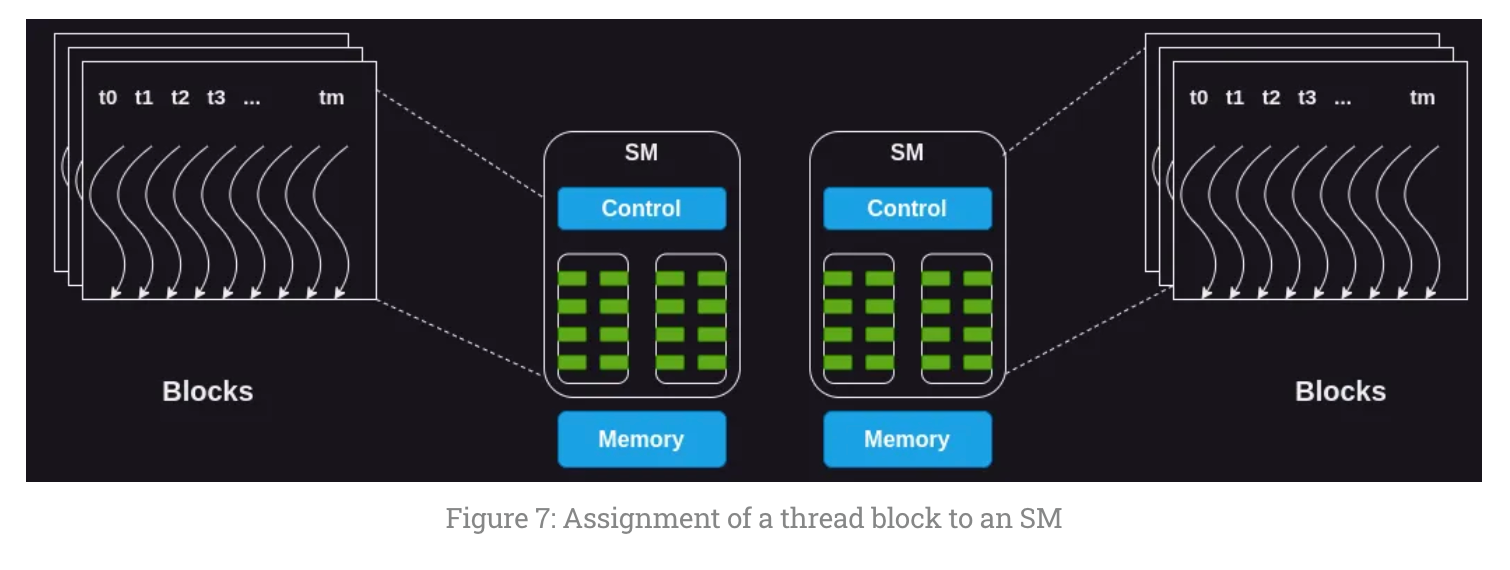 t0 t1 t2 t3 ... tm
t0 t1 t2 t3 ... tm
SM
SM
Control
Control
Blocks
Blocks
Memory
Memory
Figure 7: Assignment of a thread block to an SM